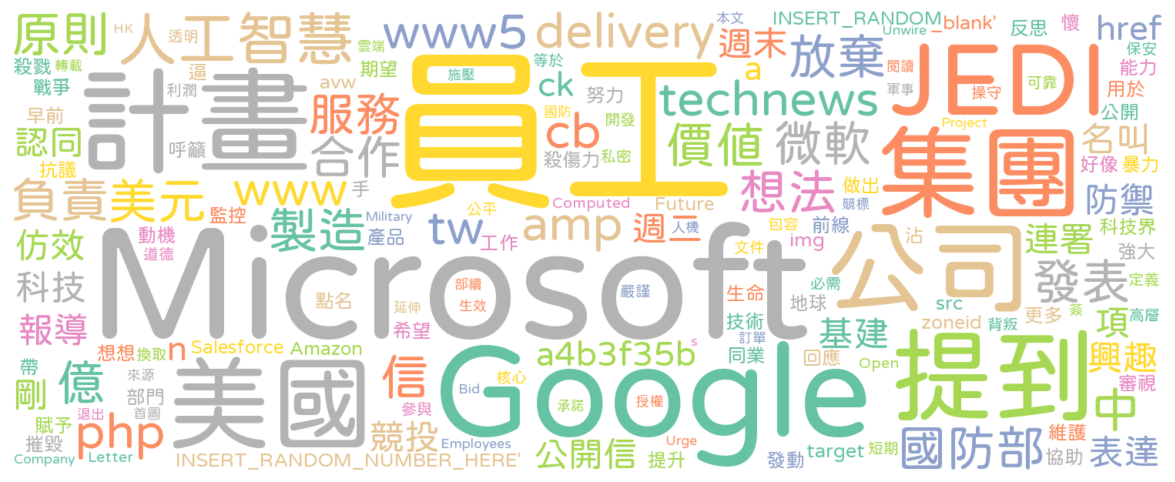 原則 HK 透明 人工智慧 www5 delivery 本文 INSERT_RANDOM _blank' 反思 懷 href
殺戮 轉載 雲端 等於 週末 Unwire 保安
戰爭 逼 期望 施壓 a 放棄 閱讀 JEDI 可靠 能力
利潤 avw ck 努力 technews 軍事 操守 用於
早前 計畫 服務 國防 開發 公開
認同 員工 cb 價值 微軟 Project 名叫
抗議 呼籲 合作 殺傷力 私密 集團 好像 暴力
負責 美元 www 手 想法 做出 競標 防禦
監控 Military 公平 Computed Future
仿效 動機 道德 製造 產品 tw 工作 amp 週二 人機 包容 前線 連署 科技界
img 公司 沾 強大
科技 Microsoft 文件 發表 定義
點名 部續 生效 嚴謹 生命 地球 必需
報導 延伸 希望 技術 訂單 src 更多 項 簽 高層
zoneid 背叛 基建
想想 換取 n Salesforce Amazon a4b3f35b s 同業 回應 Open 興趣
帶 剛 億 來源 美國 信 核心 Google 提到 審視
部門 Bid 參與 承諾 授權 中
賦予 退出 首圖
摧毀 php 競投 Employees 公開信 Urge target 短期 國防部 維護 表達
Company Letter INSERT_RANDOM_NUMBER_HERE' 提升 發動 協助